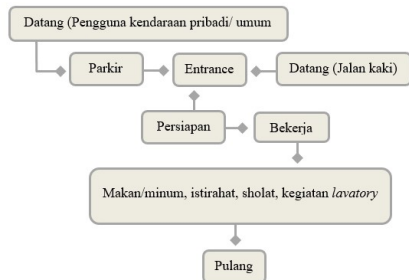 Datang (Pengguna kendaraan pribadi/ umum
Parkir
Entrance
Datang (Jalan kaki)
Persiapan
Bekerja
Makan/minum, istirahat, sholat, kegiatan lavatory
Pulang